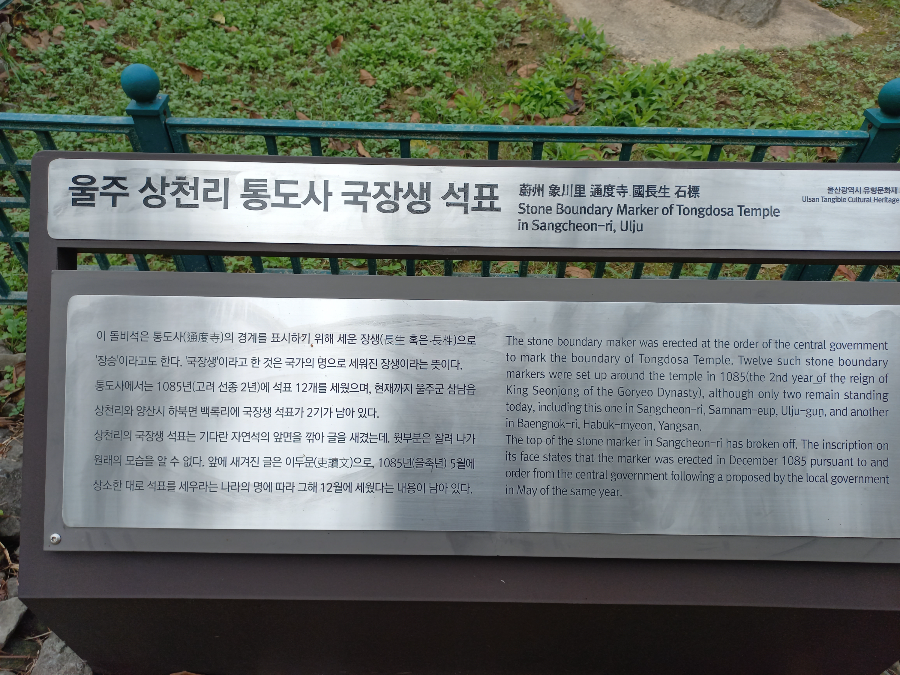 울주 상천리 통도사 국장생 석표
蔚州 象川里 通度寺 國長生 石標
Stone Boundary Marker of Tongdosa Temple
in Sangcheon-ri, Ulju
울산광역시 유형문화재
Ulsan Tangible Cultural Heritage
이 돌비석은 통도사(通度寺)의 경계를 표시하기 위해 세운 장생(長生 혹은 長栍)으로
'장승'이라고도 한다. '국장생'이라고 한 것은 국가의 명으로 세워진 장생이라는 뜻이다.
통도사에서는 1085년(고려 선종 2년)에 석표 12개를 세웠으며, 현재까지 울주군 삼남읍
상천리와 양산시 하북면 백록리에 국장생 석표가 2기가 남아 있다.
상천리의 국장생 석표는 기다란 자연석의 앞면을 깎아 글을 새겼는데, 윗부분은 잘려 나가
원래의 모습을 알 수 없다. 앞에 새겨진 글은 이두문(吏讀文)으로, 1085년(을축년) 5월에
상소한 대로 석표를 세우라는 나라의 명에 따라 그해 12월에 세웠다는 내용이 남아 있다.
The stone boundary maker was erected at the order of the central government
to mark the boundary of Tongdosa Temple. Twelve such stone boundary
markers were set up around the temple in 1085(the 2nd year of the reign of
King Seonjong of the Goryeo Dynasty), although only two remain standing
today, including this one in Sangcheon-ri, Samnam-eup, Ulju-gun, and another
in Baengnok-ri, Habuk-myeon, Yangsan.
The top of the stone marker in Sangcheon-ri has broken off. The inscription on
its face states that the marker was erected in December 1085 pursuant to and
order from the central government following a proposed by the local government
in May of the same year.